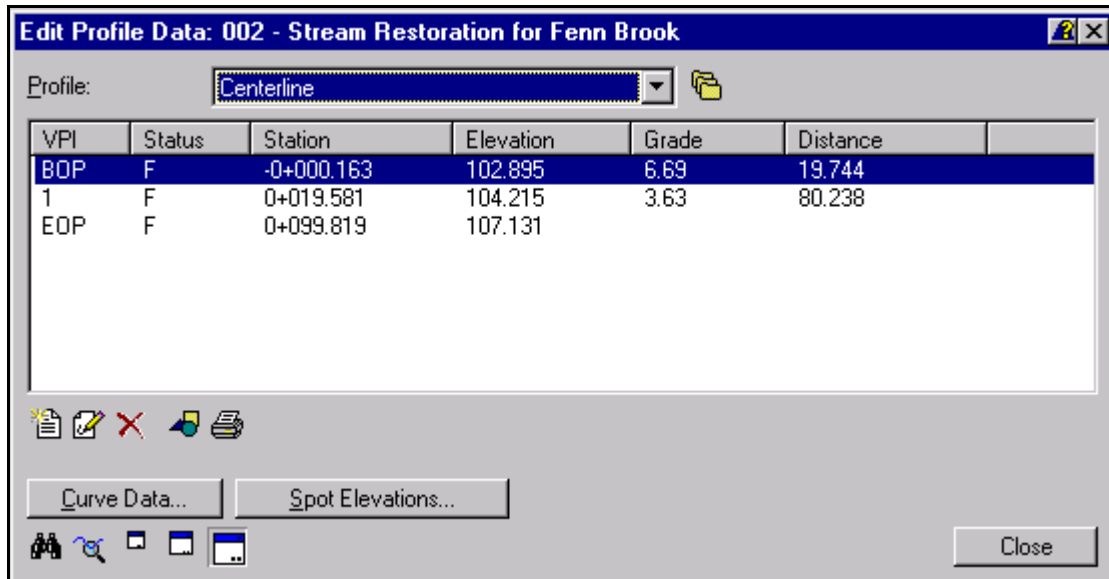 Edit Profile Data: 002 - Stream Restoration for Fenn Brook
Profile: Centerline
VPI Status Station Elevation Grade Distance
BOP F -0+000.163 102.895 6.69 19.744
1 F 0+019.581 104.215 3.63 80.238
EOP F 0+099.819 107.131
Curve Data... Spot Elevations...
Close